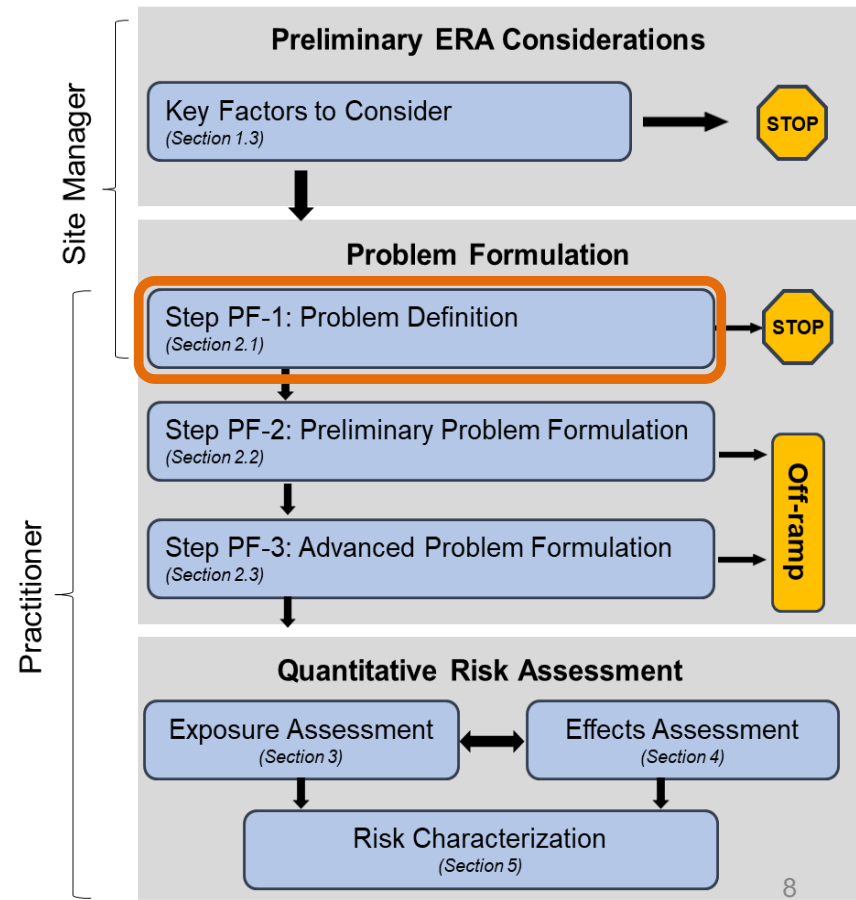 Preliminary ERA Considerations
Site Manager
Key Factors to Consider
(Section 1.3)
STOP
Problem Formulation
Step PF-1: Problem Definition
(Section 2.1)
STOP
Practitioner
Step PF-2: Preliminary Problem Formulation
(Section 2.2)
Off-ramp
Step PF-3: Advanced Problem Formulation
(Section 2.3)
Quantitative Risk Assessment
Exposure Assessment
(Section 3)
Effects Assessment
(Section 4)
Risk Characterization
(Section 5)
8